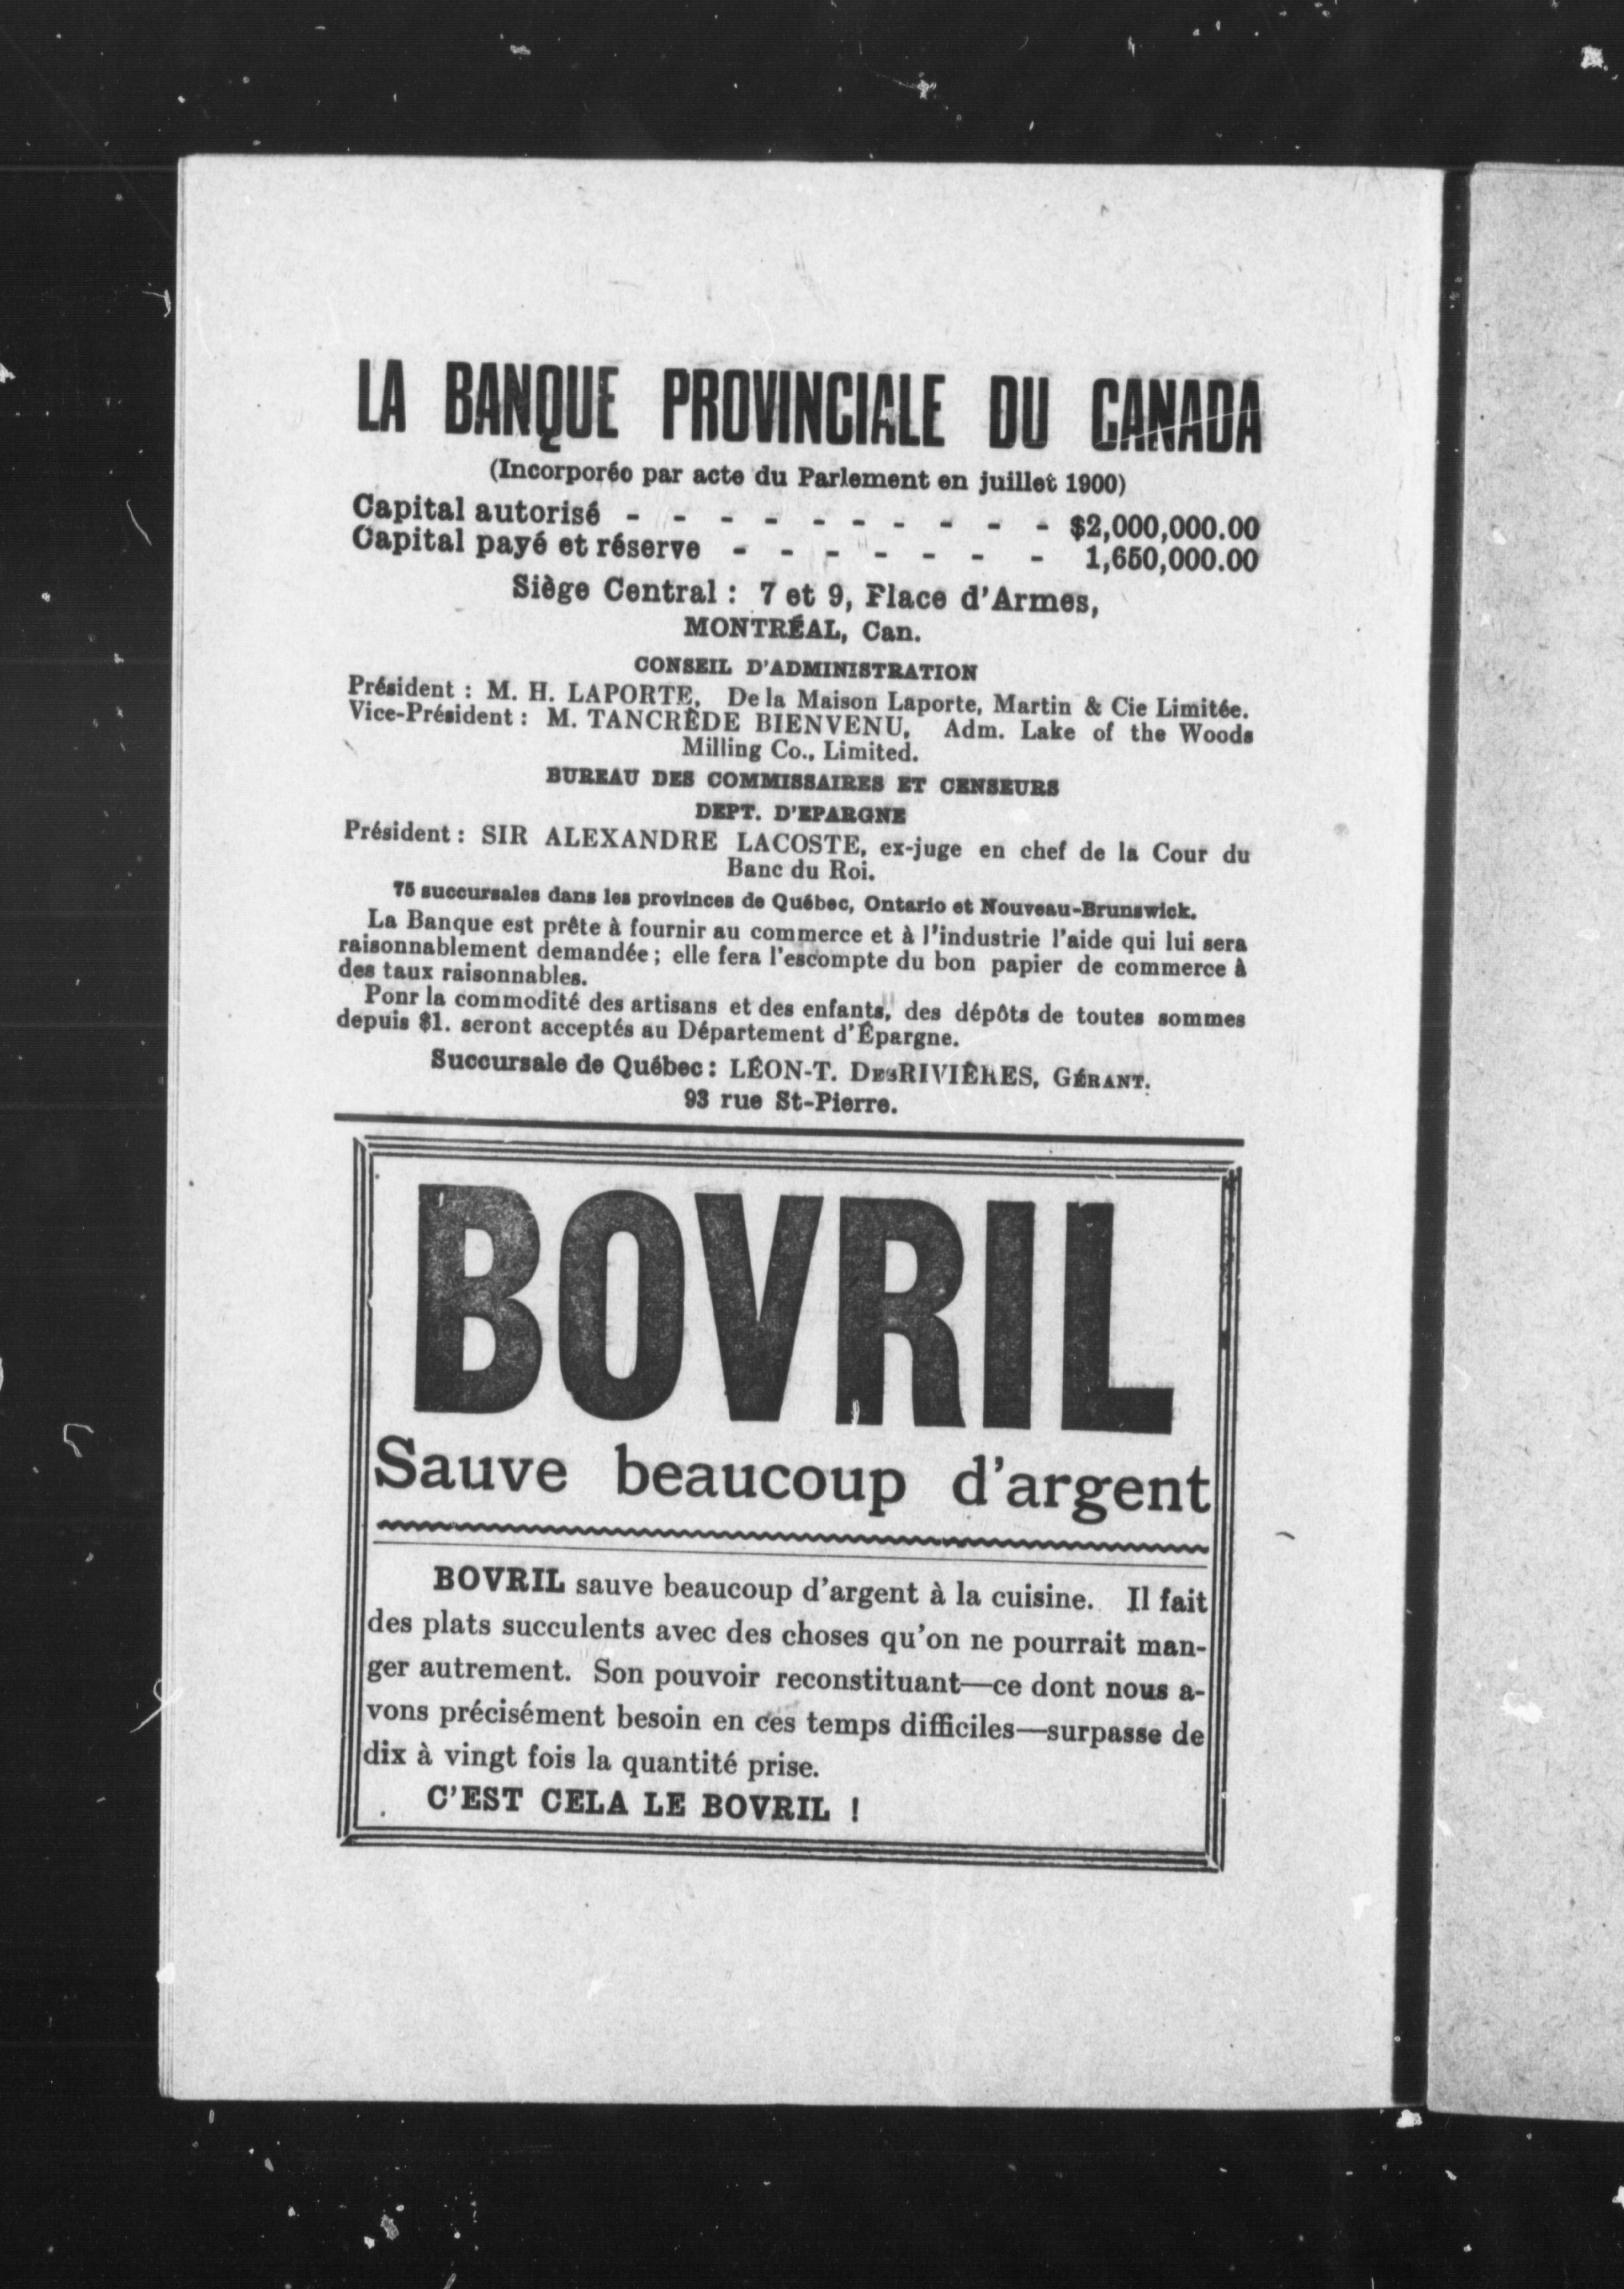 LA BANQUE PROVINCIALE DU CANADA
(Incorporée par acte du Parlement en juillet 1900)
Capital autorisé - - - - - - - - - - $2,000,000.00
Capital payé et réserve - - - - - - - 1,650,000.00
Siège Central : 7 et 9, Place d'Armes,
MONTRÉAL, Can.
CONSEIL D'ADMINISTRATION
Président : M. H. LAPORTE, De la Maison Laporte, Martin & Cie Limitée.
Vice-Président : M. TANCRÈDE BIENVENU, Adm. Lake of the Woods
Milling Co., Limited.
BUREAU DES COMMISSAIRES ET CENSEURS
DEPT. D'EPARGNE
Président : SIR ALEXANDRE LACOSTE, ex-juge en chef de la Cour du
Banc du Roi.
75 succursales dans les provinces de Québec, Ontario et Nouveau-Brunswick.
La Banque est prête à fournir au commerce et à l'industrie l'aide qui lui sera
raisonnablement demandée ; elle fera l'escompte du bon papier de commerce à
des taux raisonnables.
Ponr la commodité des artisans et des enfants, des dépôts de toutes sommes
depuis $1. seront acceptés au Département d'Épargne.
Succursale de Québec : LÉON-T. DesRIVIÈRES, GÉRANT.
93 rue St-Pierre.
BOVRIL
Sauve beaucoup d'argent
BOVRIL sauve beaucoup d'argent à la cuisine. Il fait
des plats succulents avec des choses qu'on ne pourrait man-
ger autrement. Son pouvoir reconstituant—ce dont nous a-
vons précisément besoin en ces temps difficiles—surpasse de
dix à vingt fois la quantité prise.
C'EST CELA LE BOVRIL !